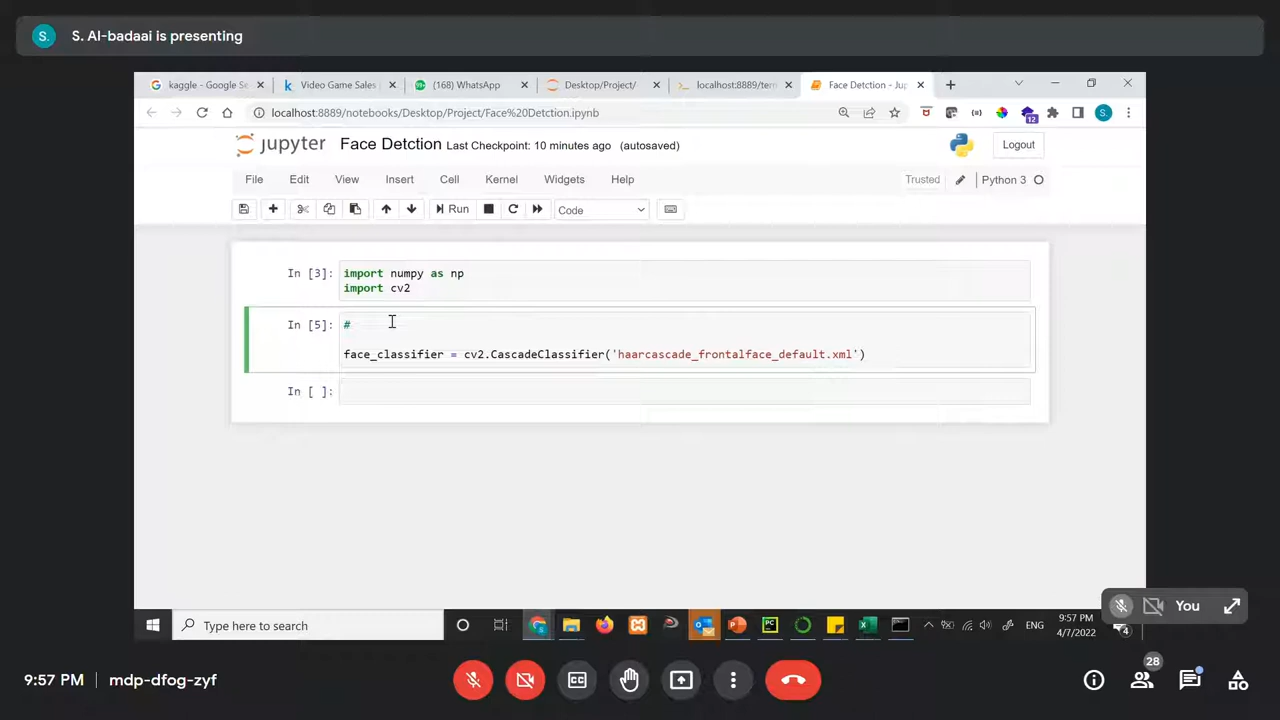 S. S. Al-badaai is presenting
kaggle - Google Se Video Game Sales (168) WhatsApp Desktop/Project/ localhost:8889/tern Face Detction - Jup
localhost:8889/notebooks/Desktop/Project/Face%20Detction.ipynb
12 S
jupyter Face Detction Last Checkpoint: 10 minutes ago (autosaved) Logout
File Edit View Insert Cell Kernel Widgets Help Trusted Python 3
Run Code
In [3]: import numpy as np
import cv2
In [5]: #
face_classifier = cv2.CascadeClassifier('haarcascade_frontalface_default.xml')
In [ ]:
You
Type here to search ENG 9:57 PM
4/7/2022 4
9:57 PM | mdp-dfog-zyf 28